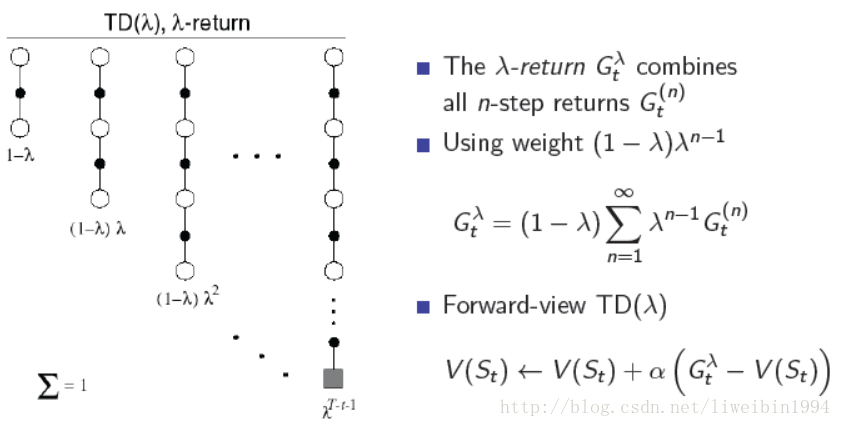 TD(λ), λ-return
1−λ
(1−λ) λ
(1−λ) λ²
. . .
Σ = 1
λ^{T-t-1}
■ The λ-return G_t^λ combines
all n-step returns G_t^{(n)}
■ Using weight (1 − λ)λ^{n−1}
G_t^λ = (1 − λ) ∑_{n=1}^{∞} λ^{n−1} G_t^{(n)}
■ Forward-view TD(λ)
V(S_t) ← V(S_t) + α (G_t^λ − V(S_t))
http://blog.csdn.net/liweibin1994